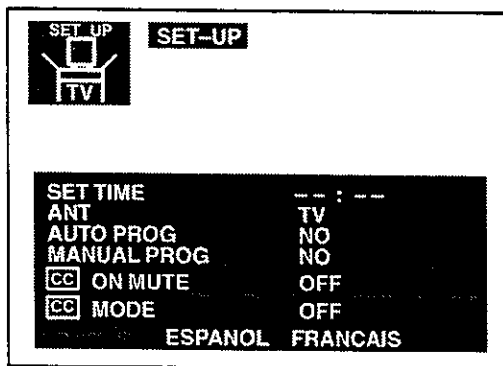 SET UP
TV
SET-UP
SET TIME -- : --
ANT TV
AUTO PROG NO
MANUAL PROG NO
CC ON MUTE OFF
CC MODE OFF
ESPANOL FRANCAIS